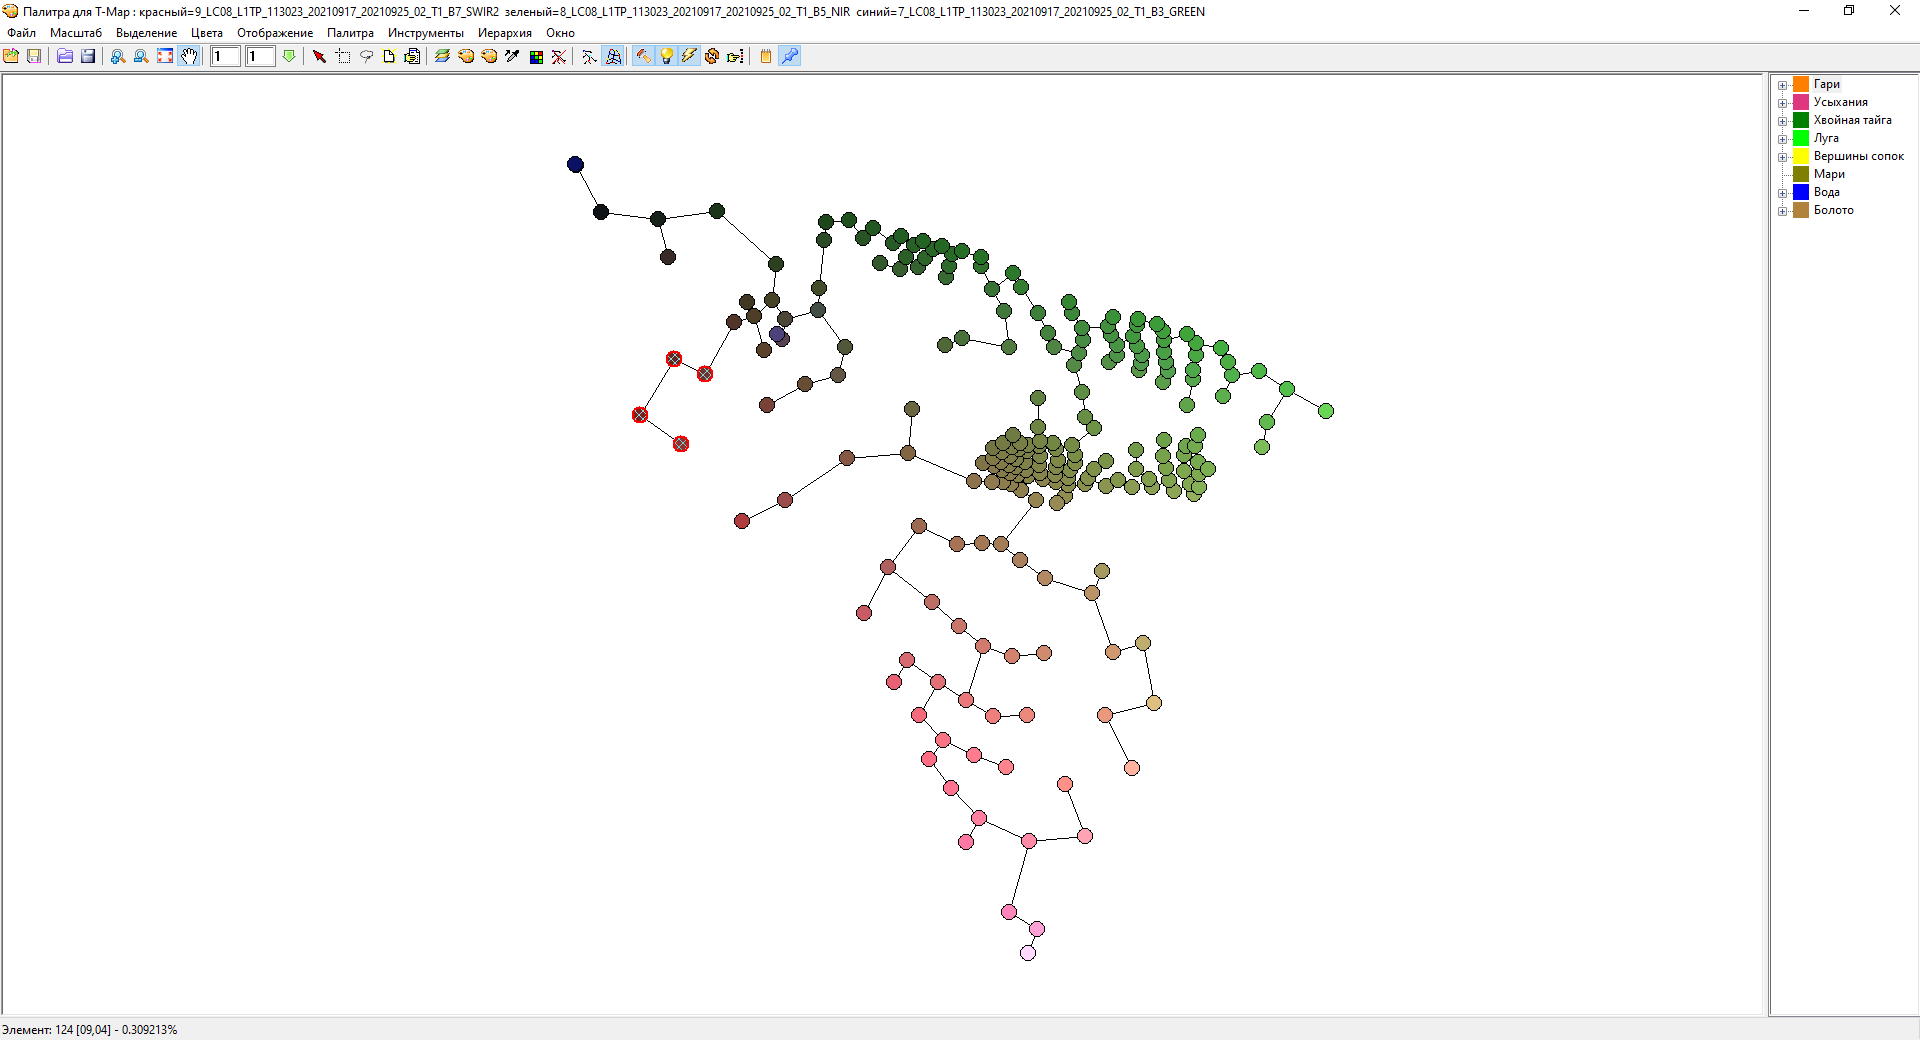 Палитра для T-Map : красный=9_LC08_L1TP_113023_20210917_20210925_02_T1_B7_SWIR2 зеленый=8_LC08_L1TP_113023_20210917_20210925_02_T1_B5_NIR синий=7_LC08_L1TP_113023_20210917_20210925_02_T1_B3_GREEN
Файл Масштаб Выделение Цвета Отображение Палитра Инструменты Иерархия Окно
1 1
Гари
Усыхания
Хвойная тайга
Луга
Вершины сопок
Мари
Вода
Болото
Элемент: 124 [09,04] - 0.309213%